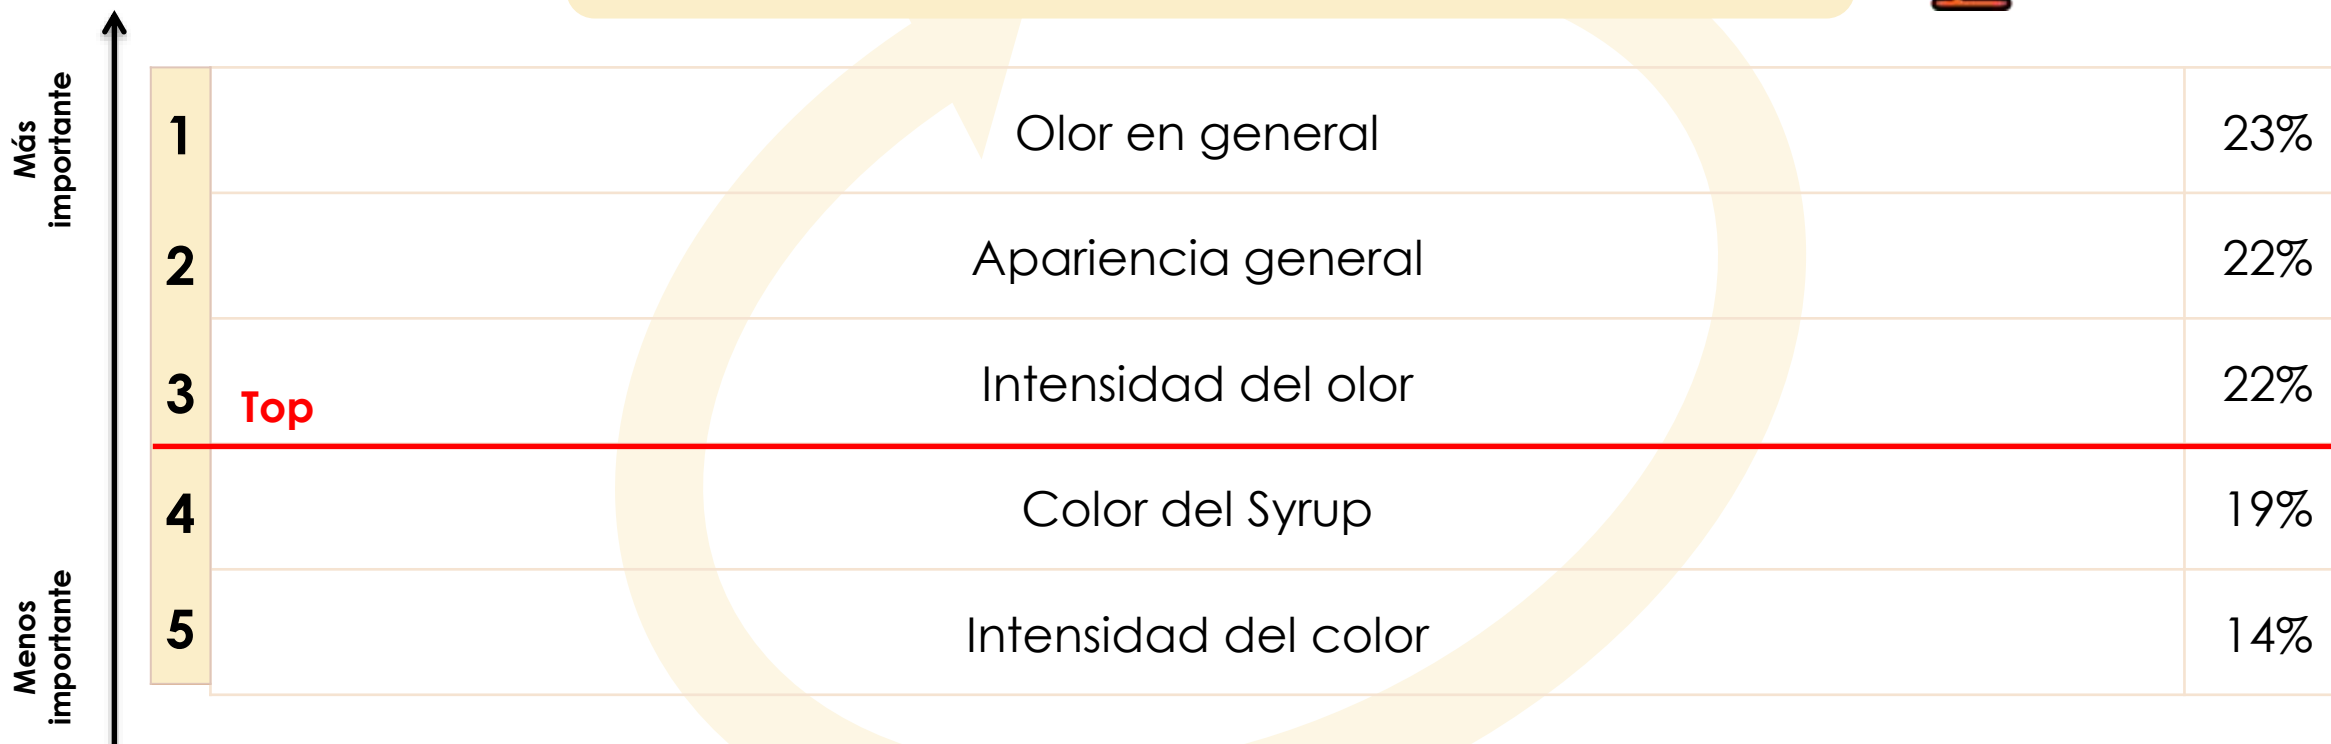 Más
importante
1 Olor en general 23%
2 Apariencia general 22%
3 Top Intensidad del olor 22%
4 Color del Syrup 19%
5 Intensidad del color 14%
Menos
importante